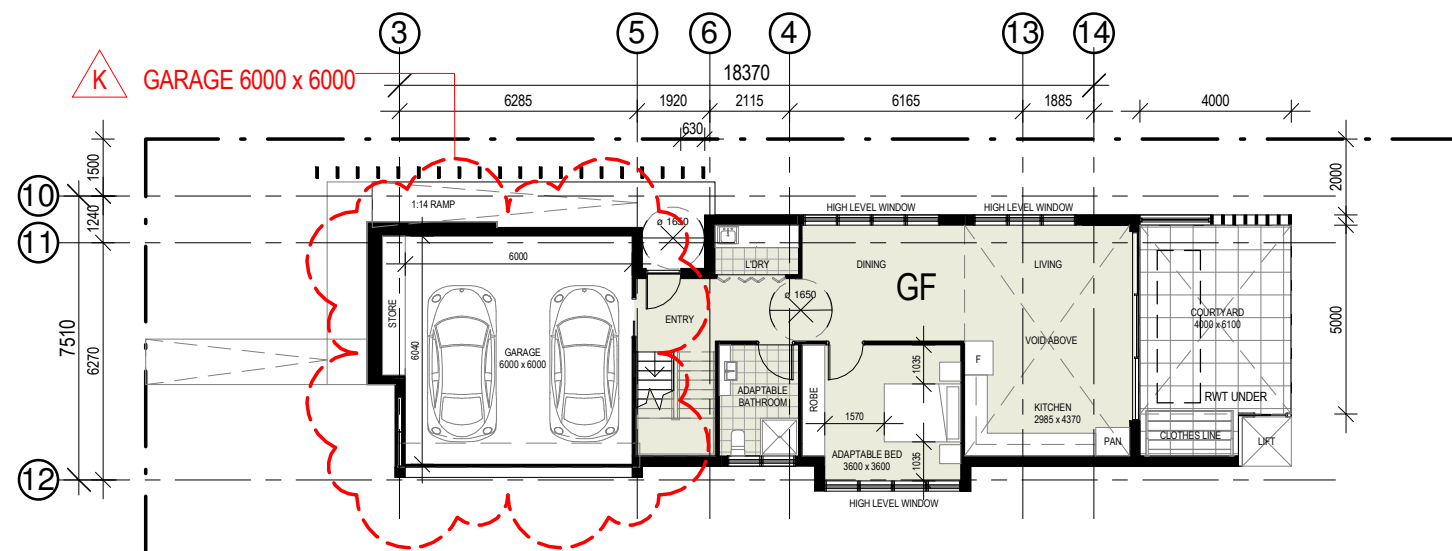 3
5
6
4
13
14
K
GARAGE 6000 x 6000
18370
6285
1920
2115
6165
1885
4000
630
1500
1240
7510
6270
2000
5000
10
11
12
1:14 RAMP
ø 1650
HIGH LEVEL WINDOW
HIGH LEVEL WINDOW
6000
L'DRY
DINING
LIVING
GF
ø 1650
STORE
ENTRY
COURTYARD
4000 x 6100
6040
GARAGE
6000 x 6000
VOID ABOVE
F
1035
ADAPTABLE
BATHROOM
ROBE
1570
RWT UNDER
KITCHEN
2985 x 4370
PAN
CLOTHES LINE
LIFT
ADAPTABLE BED
3600 x 3600
1035
HIGH LEVEL WINDOW